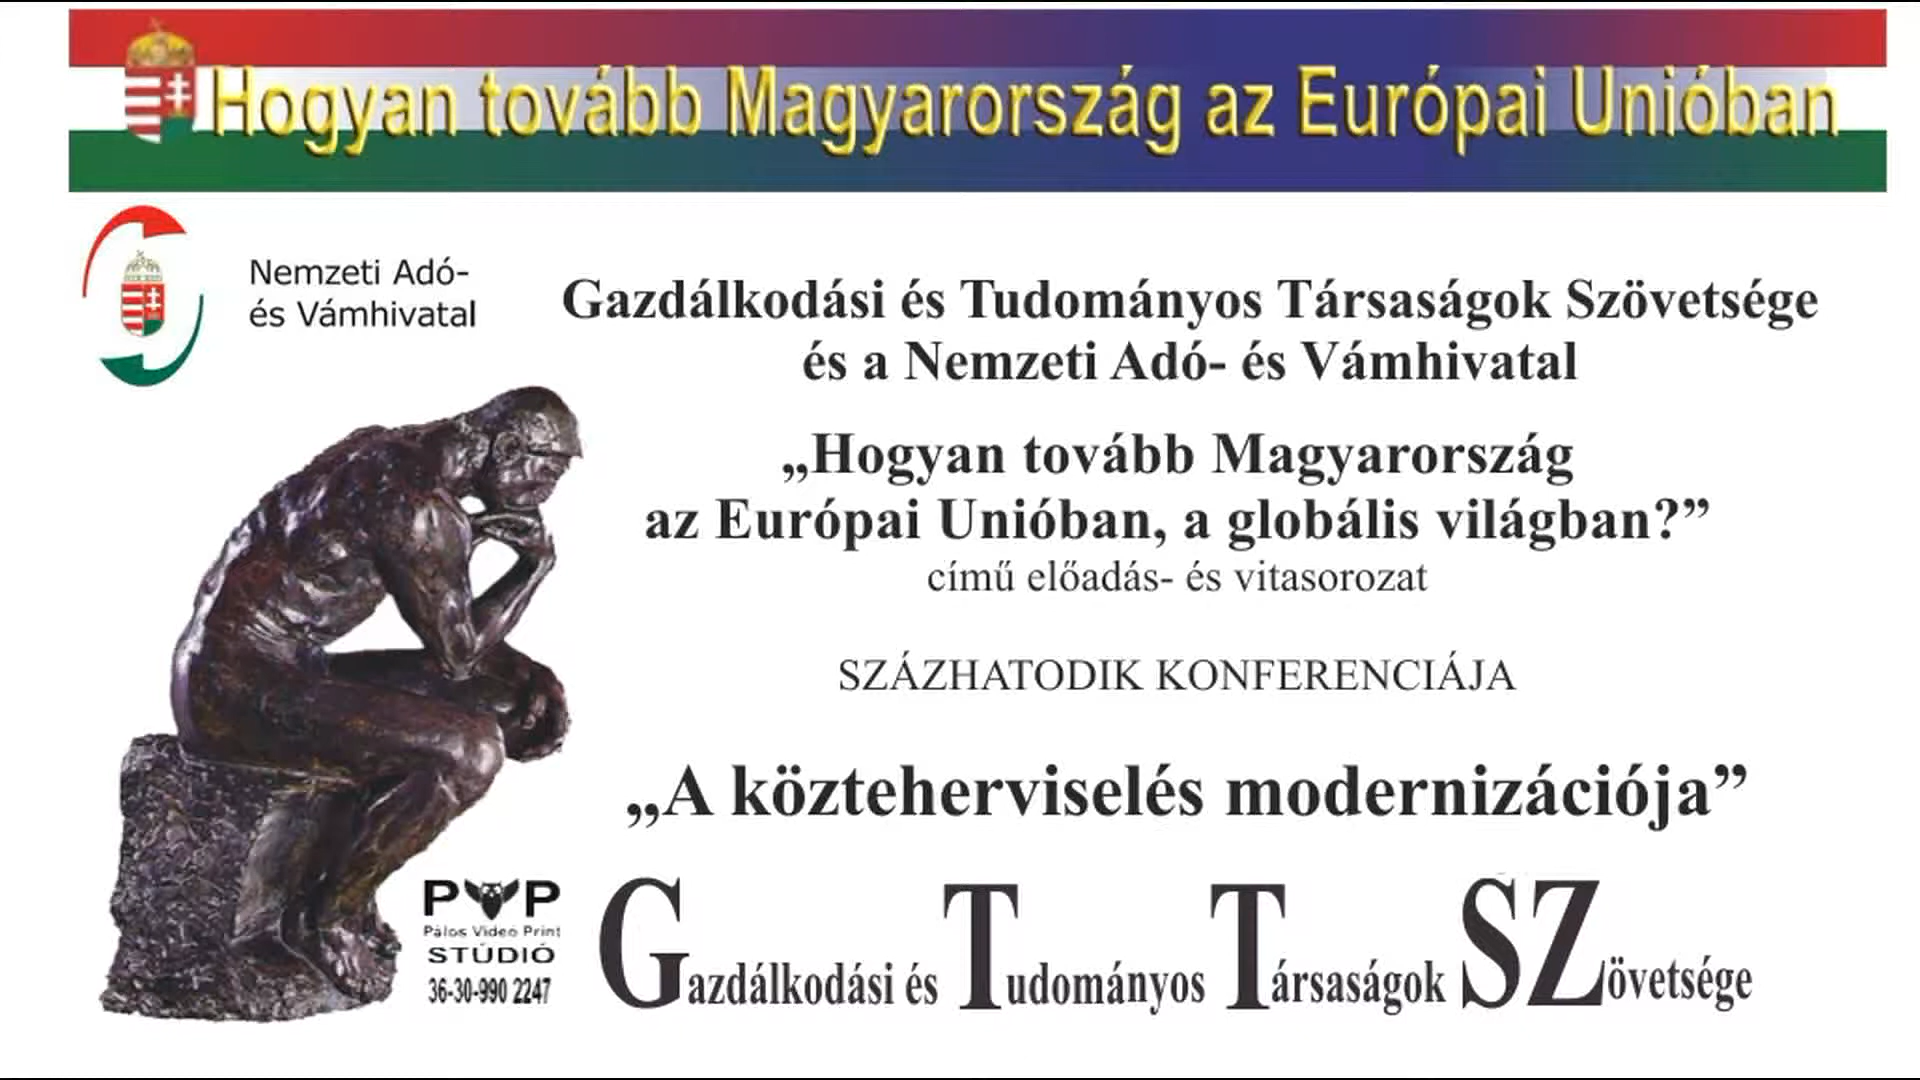 Hogyan tovább Magyarország az Európai Unióban
Nemzeti Adó-
és Vámhivatal
Gazdálkodási és Tudományos Társaságok Szövetsége
és a Nemzeti Adó- és Vámhivatal
„Hogyan tovább Magyarország
az Európai Unióban, a globális világban?”
című előadás- és vitasorozat
SZÁZHATODIK KONFERENCIÁJA
„A közteherviselés modernizációja”
PVP
Pálos Video Print
STÚDIÓ
36-30-990 2247
Gazdálkodási és Tudományos Társaságok SZövetsége